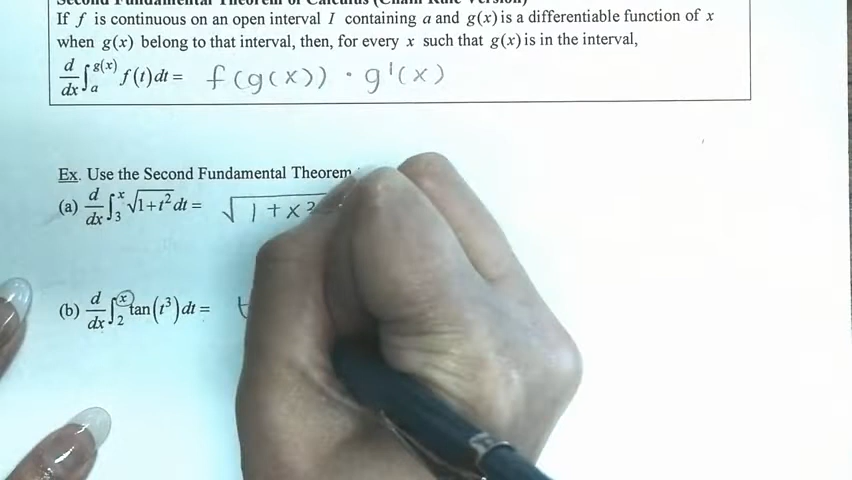 Second Fundamental Theorem of Calculus (Chain Rule Version)
If f is continuous on an open interval I containing a and g(x) is a differentiable function of x
when g(x) belong to that interval, then, for every x such that g(x) is in the interval,
d/dx ∫_a^{g(x)} f(t)dt = f(g(x)) · g'(x)
Ex. Use the Second Fundamental Theorem
(a) d/dx ∫_3^x √(1+t²) dt = √(1+x²)
(b) d/dx ∫_2^x tan(t³) dt = t